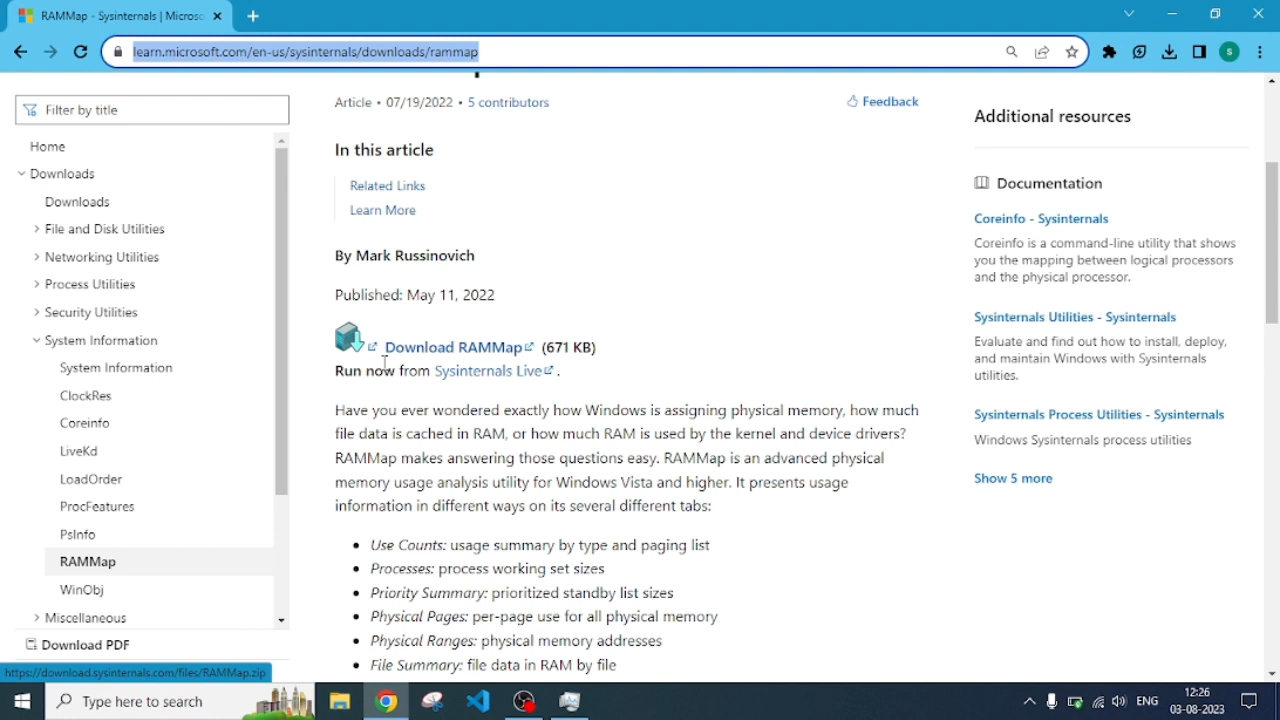 RAMMap - Sysinternals | Micros
learn.microsoft.com/en-us/sysinternals/downloads/rammap
S
Filter by title
Home
Downloads
Downloads
File and Disk Utilities
Networking Utilities
Process Utilities
Security Utilities
System Information
System Information
ClockRes
Coreinfo
LiveKd
LoadOrder
ProcFeatures
PsInfo
RAMMap
WinObj
Miscellaneous
Download PDF
https://download.sysinternals.com/files/RAMMap.zip
Article • 07/19/2022 • 5 contributors
Feedback
In this article
Related Links
Learn More
By Mark Russinovich
Published: May 11, 2022
Download RAMMap (671 KB)
Run now from Sysinternals Live .
Have you ever wondered exactly how Windows is assigning physical memory, how much
file data is cached in RAM, or how much RAM is used by the kernel and device drivers?
RAMMap makes answering those questions easy. RAMMap is an advanced physical
memory usage analysis utility for Windows Vista and higher. It presents usage
information in different ways on its several different tabs:
• Use Counts: usage summary by type and paging list
• Processes: process working set sizes
• Priority Summary: prioritized standby list sizes
• Physical Pages: per-page use for all physical memory
• Physical Ranges: physical memory addresses
• File Summary: file data in RAM by file
Additional resources
Documentation
Coreinfo - Sysinternals
Coreinfo is a command-line utility that shows
you the mapping between logical processors
and the physical processor.
Sysinternals Utilities - Sysinternals
Evaluate and find out how to install, deploy,
and maintain Windows with Sysinternals
utilities.
Sysinternals Process Utilities - Sysinternals
Windows Sysinternals process utilities
Show 5 more
Type here to search
ENG
12:26
03-08-2023